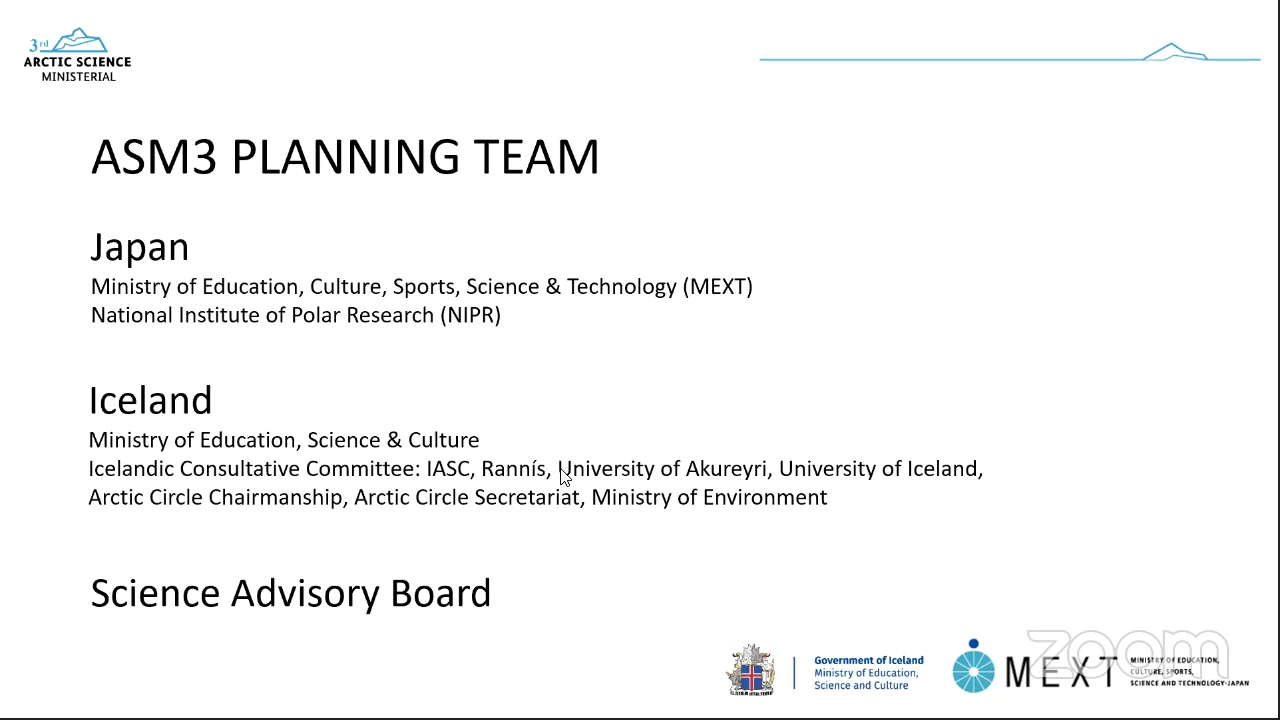 3rd
ARCTIC SCIENCE
MINISTERIAL
ASM3 PLANNING TEAM
Japan
Ministry of Education, Culture, Sports, Science & Technology (MEXT)
National Institute of Polar Research (NIPR)
Iceland
Ministry of Education, Science & Culture
Icelandic Consultative Committee: IASC, Rannís, University of Akureyri, University of Iceland,
Arctic Circle Chairmanship, Arctic Circle Secretariat, Ministry of Environment
Science Advisory Board
Government of Iceland
Ministry of Education,
Science and Culture
MEXT
MINISTRY OF EDUCATION,
CULTURE, SPORTS,
SCIENCE AND TECHNOLOGY-JAPAN
zoom